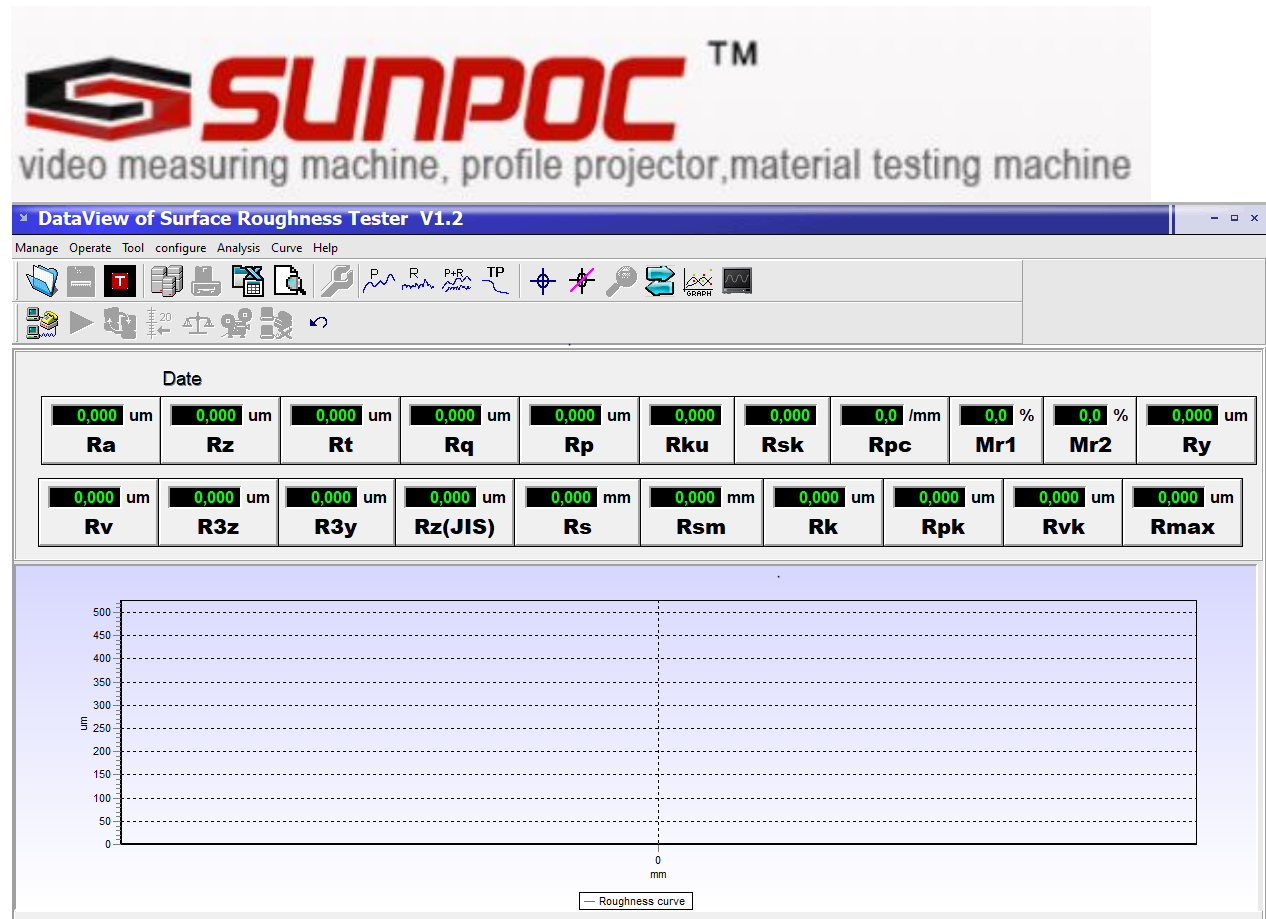 SUNPOC TM
video measuring machine, profile projector,material testing machine
DataView of Surface Roughness Tester V1.2
Manage Operate Tool configure Analysis Curve Help
T P R P+R TP GRAPH
20
Date
0,000 um 0,000 um 0,000 um 0,000 um 0,000 um 0,000 0,000 0,0 /mm 0,0 % 0,0 % 0,000 um
Ra Rz Rt Rq Rp Rku Rsk Rpc Mr1 Mr2 Ry
0,000 um 0,000 um 0,000 um 0,000 um 0,000 mm 0,000 mm 0,000 um 0,000 um 0,000 um 0,000 um
Rv R3z R3y Rz(JIS) Rs Rsm Rk Rpk Rvk Rmax
500
450
400
350
300
um
250
200
150
100
50
0
0
mm
Roughness curve